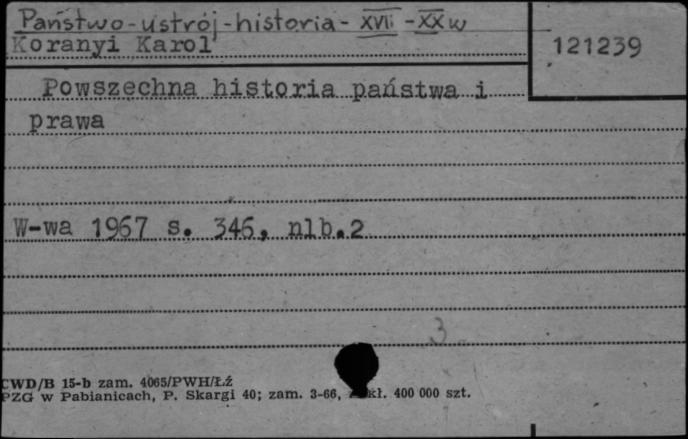 Państwo-ustrój-historia-XVII-XX w
Koranyi Karol
121239
Powszechna historia państwa i
prawa
W-wa 1967 s. 346, nlb.2
3
CWD/B 15-b zam. 4065/PWH/Łź
PZG w Pabianicach, P. Skargi 40; zam. 3-66, kł. 400 000 szt.